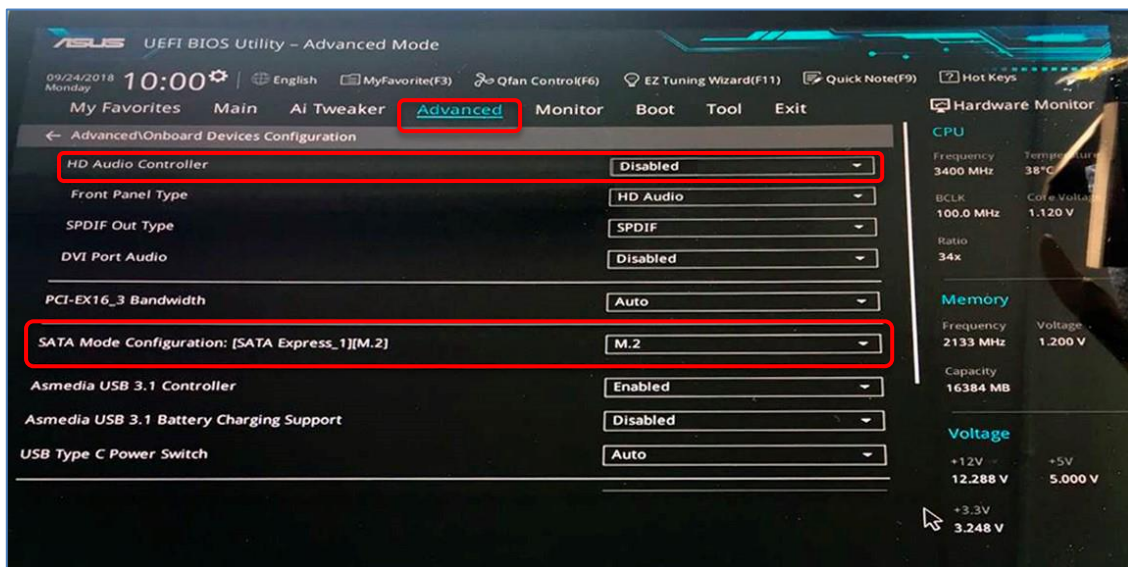 ASUS UEFI BIOS Utility – Advanced Mode
09/24/2018 Monday 10:00 English MyFavorite(F3) Qfan Control(F6) EZ Tuning Wizard(F11) Quick Note(F9) Hot Keys
My Favorites Main Ai Tweaker Advanced Monitor Boot Tool Exit
← Advanced\Onboard Devices Configuration
HD Audio Controller Disabled
Front Panel Type HD Audio
SPDIF Out Type SPDIF
DVI Port Audio Disabled
PCI-EX16_3 Bandwidth Auto
SATA Mode Configuration: [SATA Express_1][M.2] M.2
Asmedia USB 3.1 Controller Enabled
Asmedia USB 3.1 Battery Charging Support Disabled
USB Type C Power Switch Auto
Hardware Monitor
CPU
Frequency Temperature
3400 MHz 38°C
BCLK Core Voltage
100.0 MHz 1.120 V
Ratio
34x
Memory
Frequency Voltage
2133 MHz 1.200 V
Capacity
16384 MB
Voltage
+12V +5V
12.288 V 5.000 V
+3.3V
3.248 V